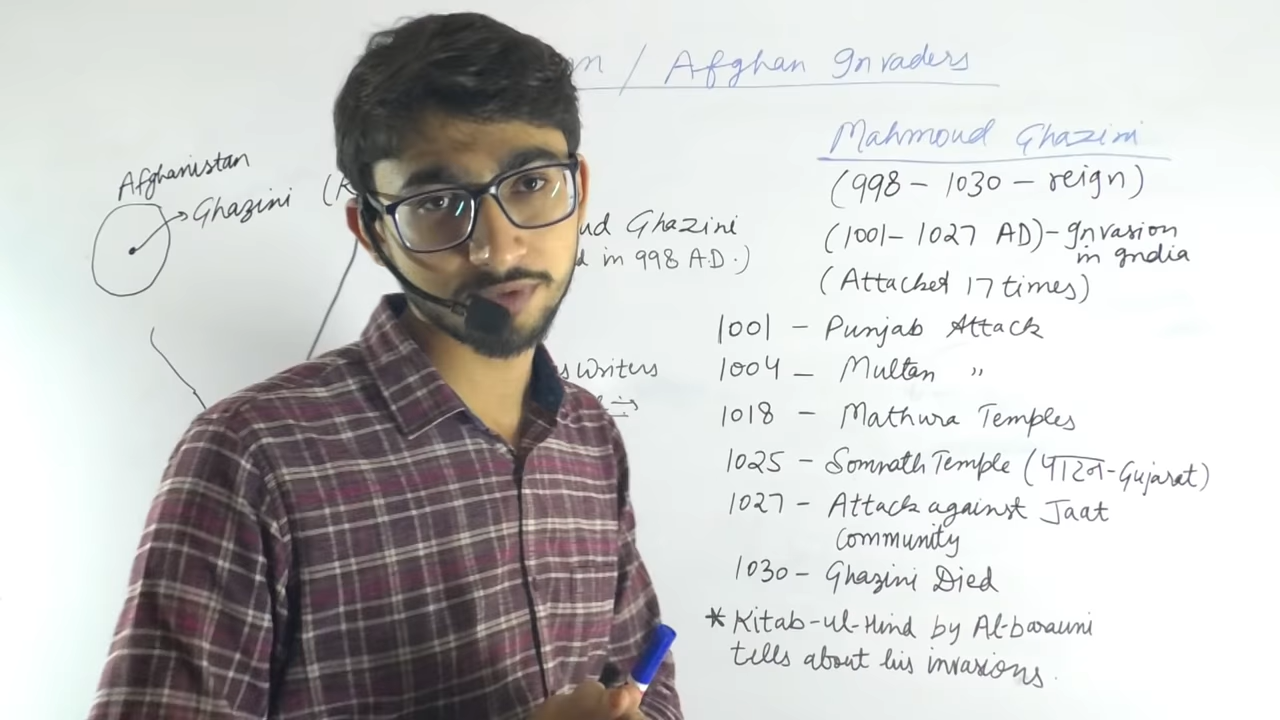 / Afghan Invaders
Afghanistan
Ghazini
Ghazini
in 998 AD.)
Writers
Mahmoud Ghazini
(998 – 1030 – reign)
(1001 – 1027 AD) – Invasion
in India
(Attacked 17 times)
1001 – Punjab Attack
1004 – Multan "
1018 – Mathura Temples
1025 – Somnath Temple (पाटन-Gujarat)
1027 – Attack against Jaat
community
1030 – Ghazini Died
* Kitab-ul-Hind by Al-barauni
tells about his invasions.